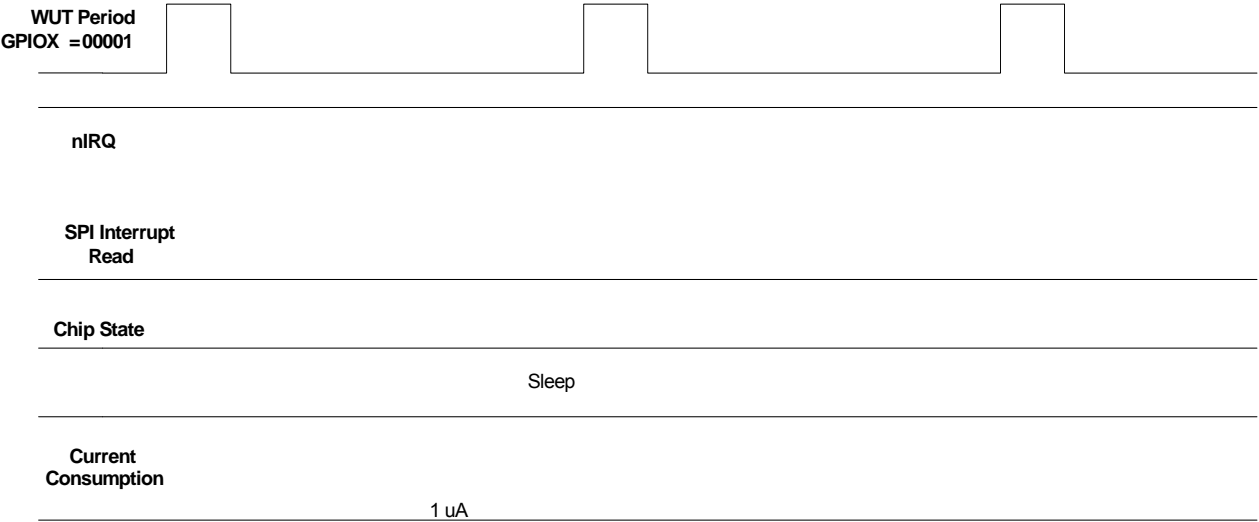 WUT Period
GPIOX =00001
nIRQ
SPI Interrupt
Read
Chip State
Sleep
Current
Consumption
1 uA